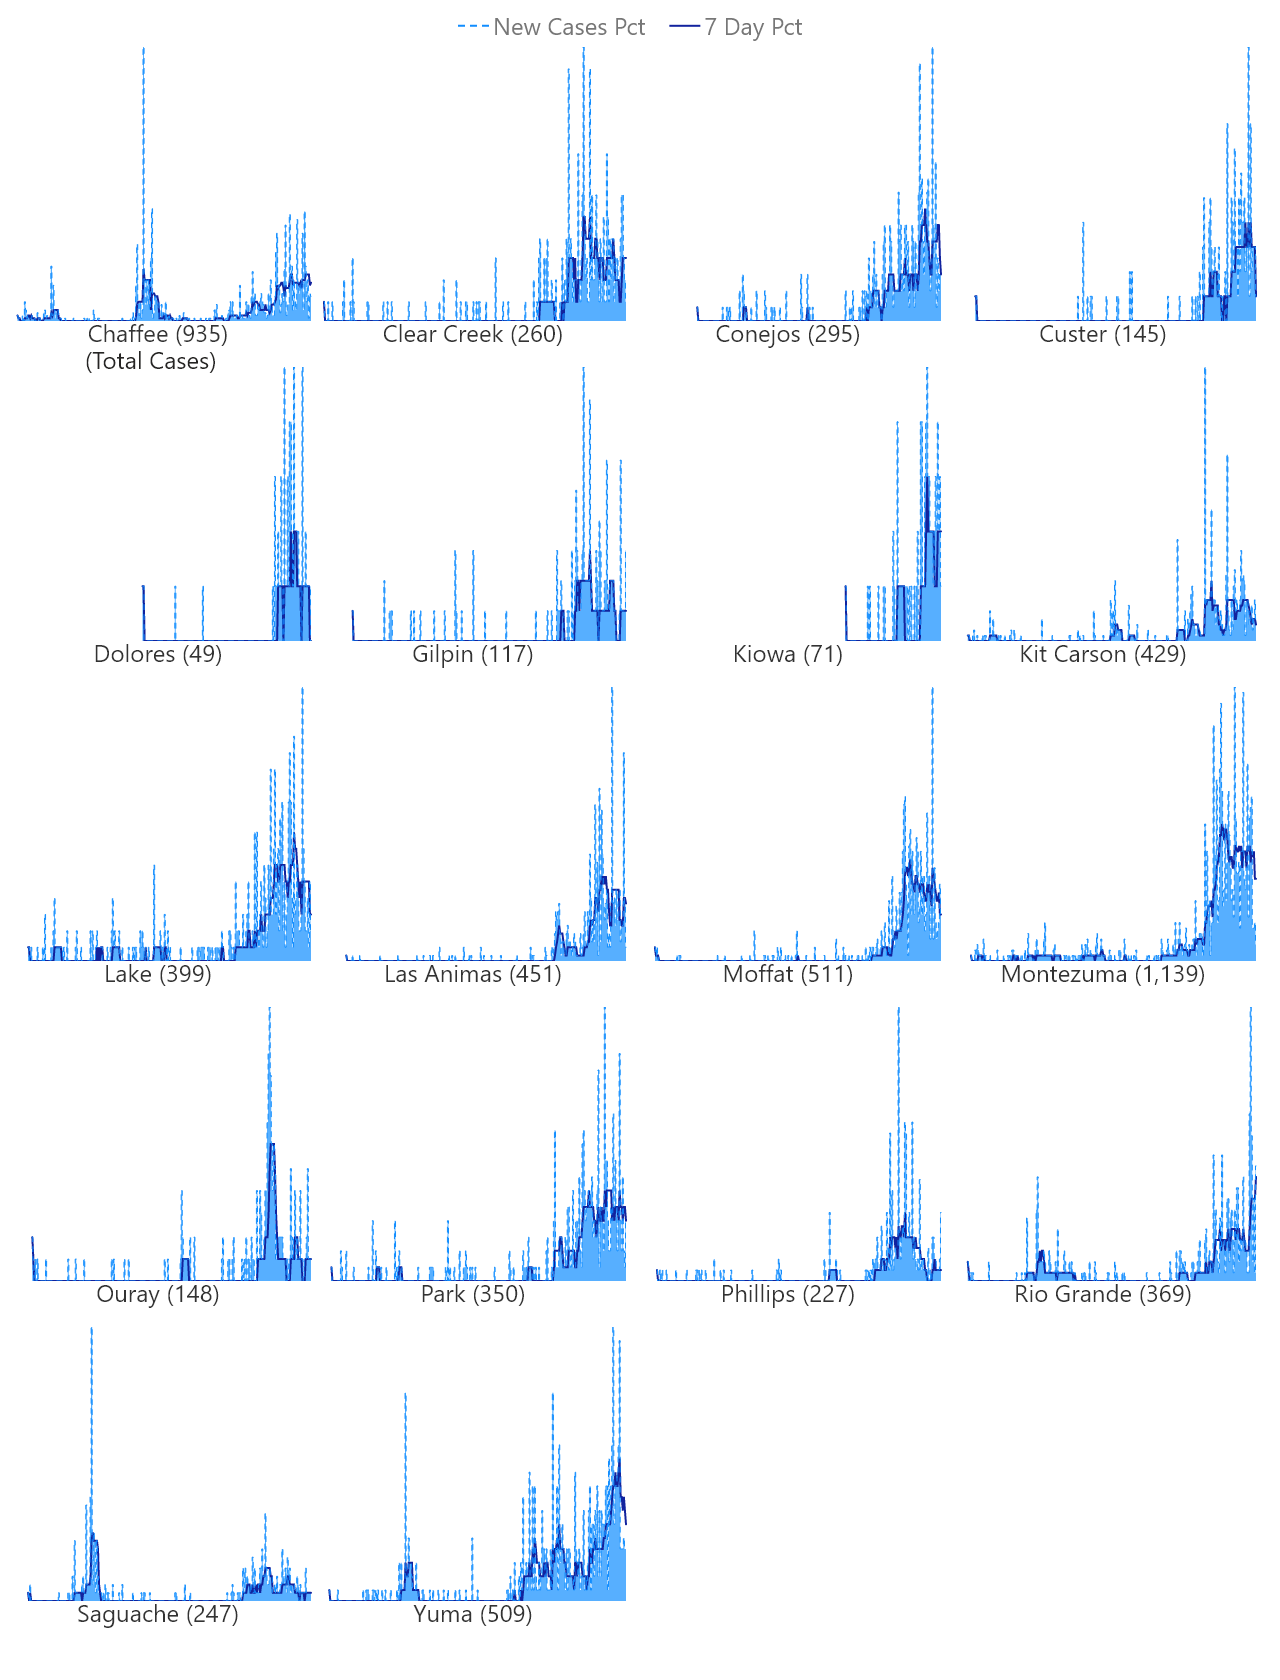 New Cases Pct 7 Day Pct
Chaffee (935) Clear Creek (260) Conejos (295) Custer (145)
(Total Cases)
Dolores (49) Gilpin (117) Kiowa (71) Kit Carson (429)
Lake (399) Las Animas (451) Moffat (511) Montezuma (1,139)
Ouray (148) Park (350) Phillips (227) Rio Grande (369)
Saguache (247) Yuma (509)